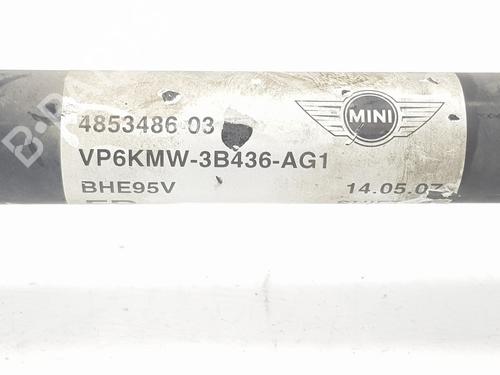 4853486 03
MINI
VP6KMW-3B436-AG1
BHE95V 14.05.07